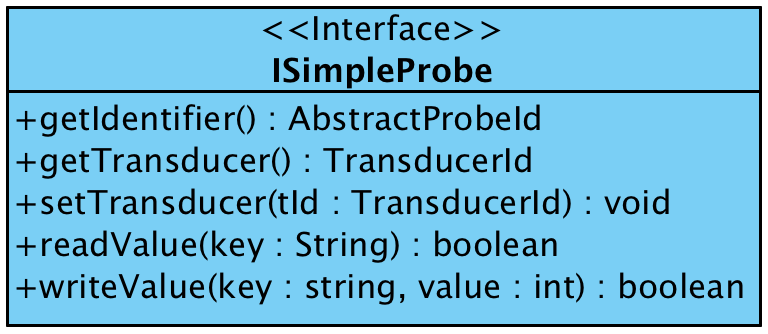 <<Interface>>
ISimpleProbe
+getIdentifier() : AbstractProbeId
+getTransducer() : TransducerId
+setTransducer(tId : TransducerId) : void
+readValue(key : String) : boolean
+writeValue(key : string, value : int) : boolean